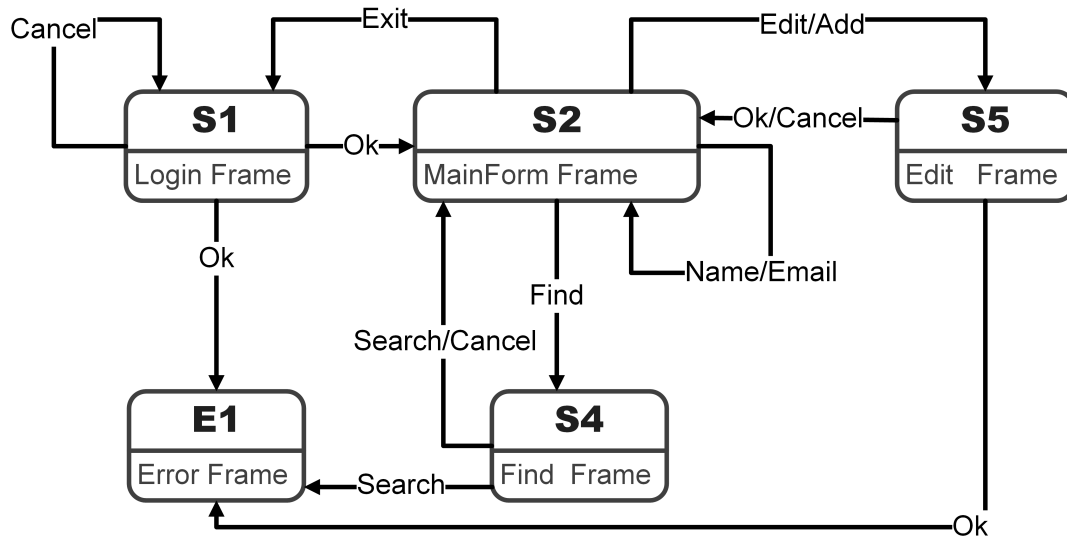 Cancel
Exit
Edit/Add
S1
Login Frame
Ok
S2
MainForm Frame
Ok/Cancel
S5
Edit Frame
Ok
Name/Email
Find
Search/Cancel
E1
Error Frame
S4
Find Frame
Search
Ok